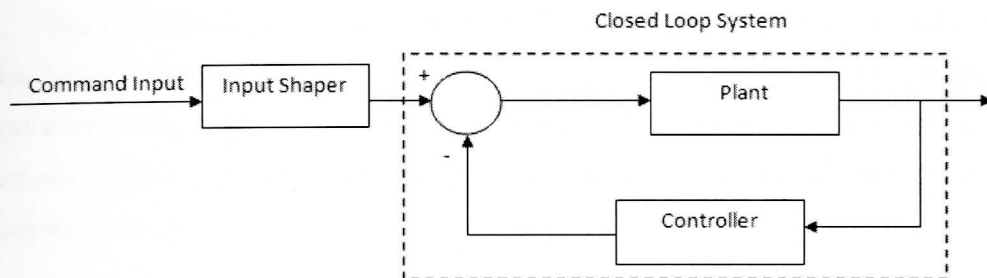 Closed Loop System
Command Input
Input Shaper
+
Plant
-
Controller